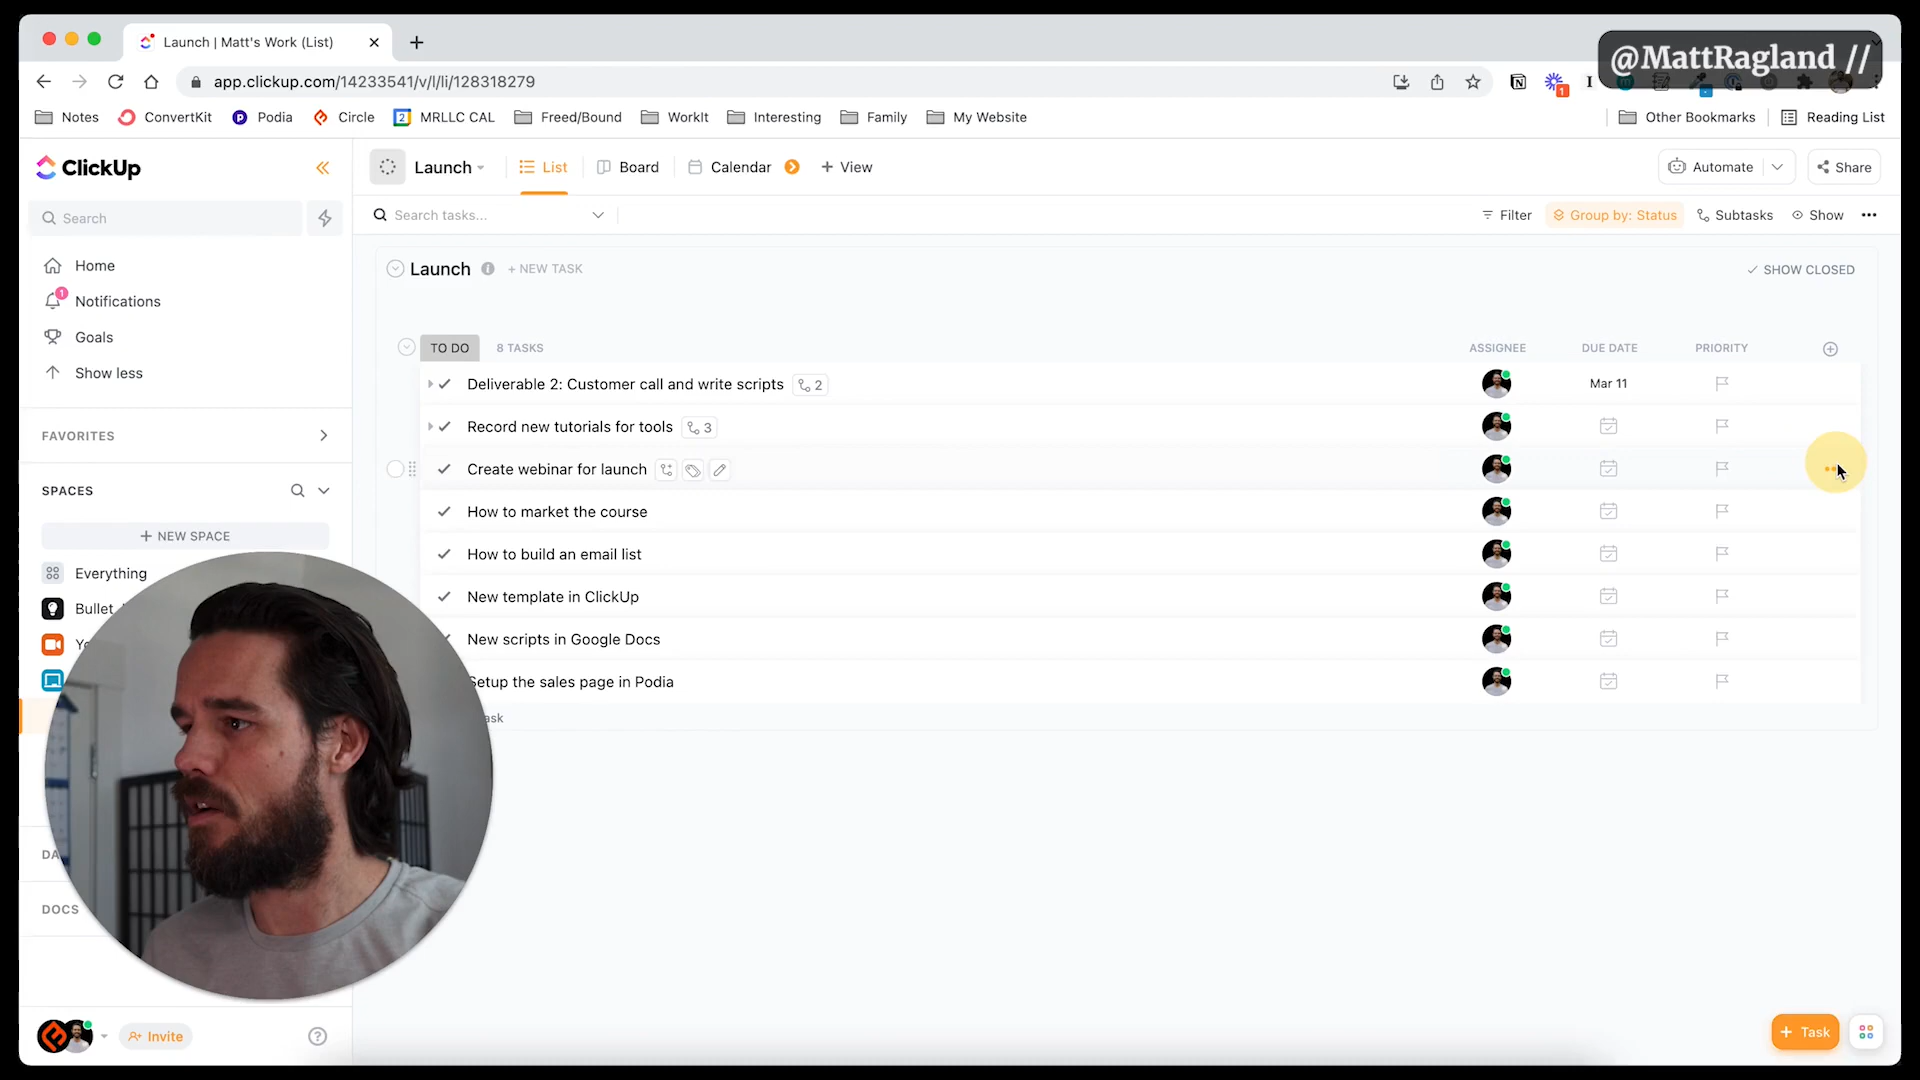 Launch | Matt's Work (List)
@MattRagland //
app.clickup.com/14233541/v/l/li/128318279
1
Notes ConvertKit Podia Circle 2 MRLLC CAL Freed/Bound WorkIt Interesting Family My Website Other Bookmarks Reading List
ClickUp
Launch List Board Calendar + View Automate Share
Search
Search tasks...
Filter Group by: Status Subtasks Show
Home
Notifications
1
Goals
Show less
FAVORITES
SPACES
+ NEW SPACE
Everything
Bullet
DA
DOCS
Invite
Launch + NEW TASK SHOW CLOSED
TO DO 8 TASKS ASSIGNEE DUE DATE PRIORITY
Deliverable 2: Customer call and write scripts 2 Mar 11
Record new tutorials for tools 3
Create webinar for launch
How to market the course
How to build an email list
New template in ClickUp
New scripts in Google Docs
Setup the sales page in Podia
+ Task